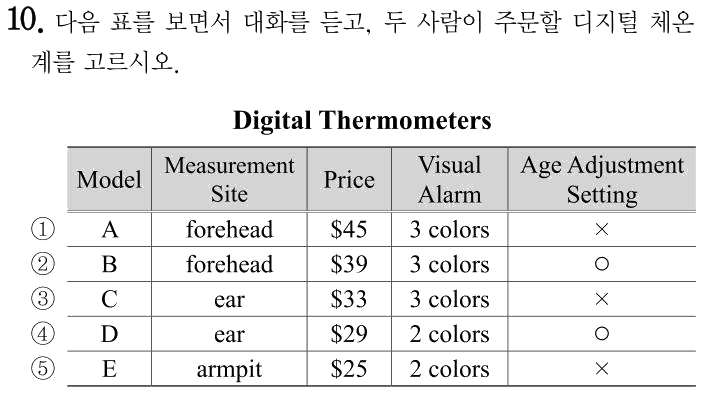 10. 다음 표를 보면서 대화를 듣고, 두 사람이 주문할 디지털 체온
계를 고르시오.
Digital Thermometers
Model Measurement Site Price Visual Alarm Age Adjustment Setting
① A forehead $45 3 colors ×
② B forehead $39 3 colors ○
③ C ear $33 3 colors ×
④ D ear $29 2 colors ○
⑤ E armpit $25 2 colors ×